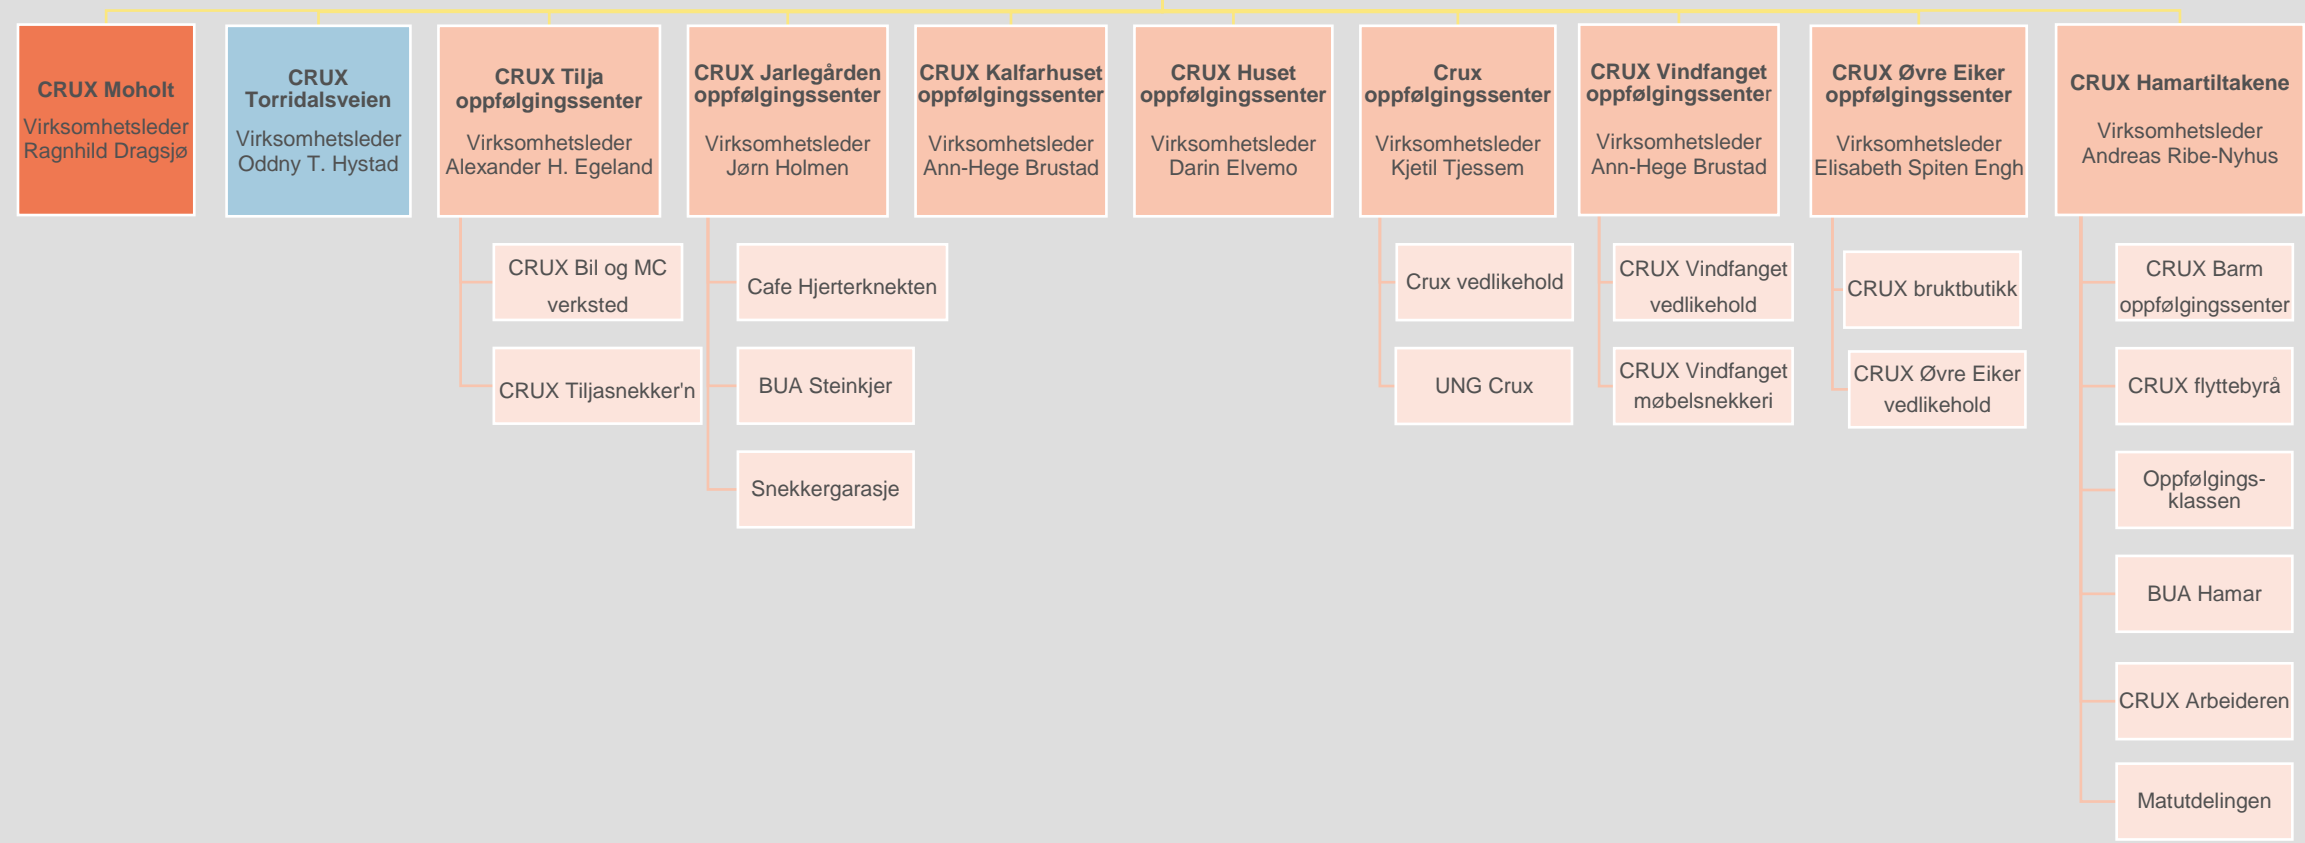 CRUX Moholt
Virksomhetsleder
Ragnhild Dragsjø
CRUX
Torridalsveien
Virksomhetsleder
Oddny T. Hystad
CRUX Tilja
oppfølgingssenter
Virksomhetsleder
Alexander H. Egeland
CRUX Bil og MC
verksted
CRUX Tiljasnekker'n
CRUX Jarlegården
oppfølgingssenter
Virksomhetsleder
Jørn Holmen
Cafe Hjerterknekten
BUA Steinkjer
Snekkergarasje
CRUX Kalfarhuset
oppfølgingssenter
Virksomhetsleder
Ann-Hege Brustad
CRUX Huset
oppfølgingssenter
Virksomhetsleder
Darin Elvemo
Crux
oppfølgingssenter
Virksomhetsleder
Kjetil Tjessem
Crux vedlikehold
UNG Crux
CRUX Vindfanget
oppfølgingssenter
Virksomhetsleder
Ann-Hege Brustad
CRUX Vindfanget
vedlikehold
CRUX Vindfanget
møbelsnekkeri
CRUX Øvre Eiker
oppfølgingssenter
Virksomhetsleder
Elisabeth Spiten Engh
CRUX bruktbutikk
CRUX Øvre Eiker
vedlikehold
CRUX Hamartiltakene
Virksomhetsleder
Andreas Ribe-Nyhus
CRUX Barm
oppfølgingssenter
CRUX flyttebyrå
Oppfølgings-
klassen
BUA Hamar
CRUX Arbeideren
Matutdelingen